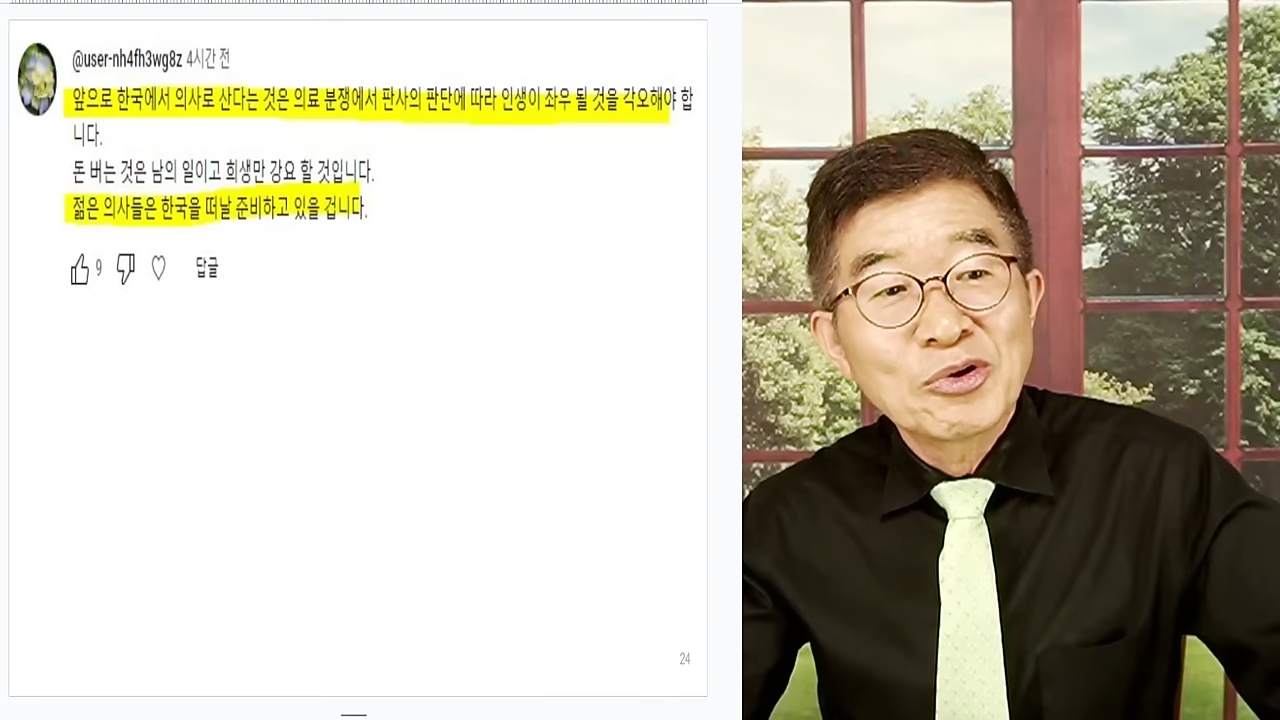 @user-nh4fh3wg8z 4시간 전
앞으로 한국에서 의사로 산다는 것은 의료 분쟁에서 판사의 판단에 따라 인생이 좌우 될 것을 각오해야 합
니다.
돈 버는 것은 남의 일이고 희생만 강요 할 것입니다.
젊은 의사들은 한국을 떠날 준비하고 있을 겁니다.
9 답글
24